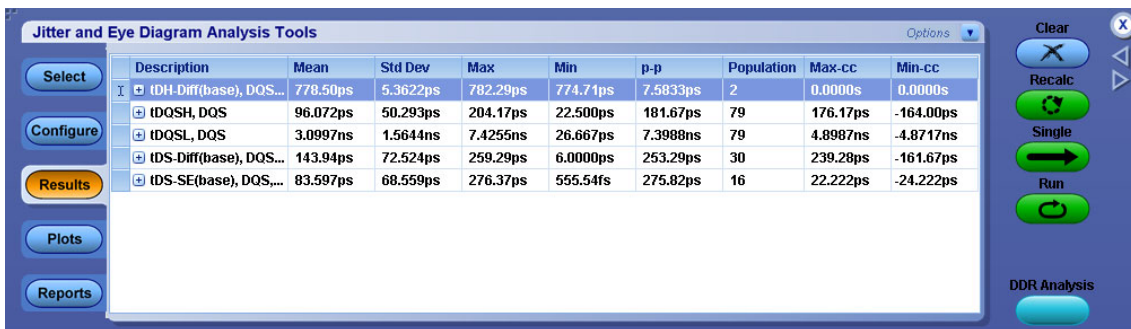 Jitter and Eye Diagram Analysis Tools
Options
Clear
X
Select
Configure
Results
Plots
Reports
Description Mean Std Dev Max Min p-p Population Max-cc Min-cc
tDH-Diff(base), DQS... 778.50ps 5.3622ps 782.29ps 774.71ps 7.5833ps 2 0.0000s 0.0000s
tDQSH, DQS 96.072ps 50.293ps 204.17ps 22.500ps 181.67ps 79 176.17ps -164.00ps
tDQSL, DQS 3.0997ns 1.5644ns 7.4255ns 26.667ps 7.3988ns 79 4.8987ns -4.8717ns
tDS-Diff(base), DQS... 143.94ps 72.524ps 259.29ps 6.0000ps 253.29ps 30 239.28ps -161.67ps
tDS-SE(base), DQS,... 83.597ps 68.559ps 276.37ps 555.54fs 275.82ps 16 22.222ps -24.222ps
Recalc
Single
Run
DDR Analysis